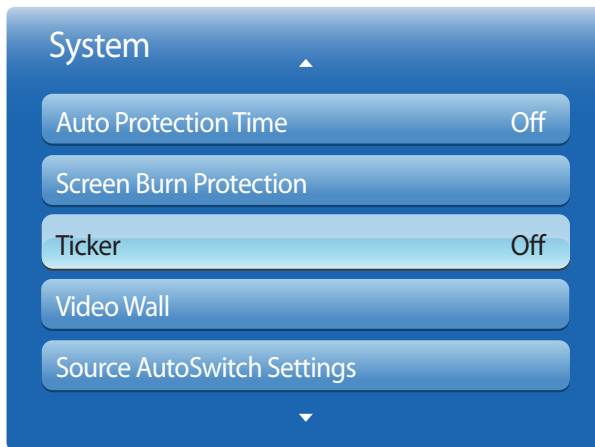 System
Auto Protection Time Off
Screen Burn Protection
Ticker Off
Video Wall
Source AutoSwitch Settings